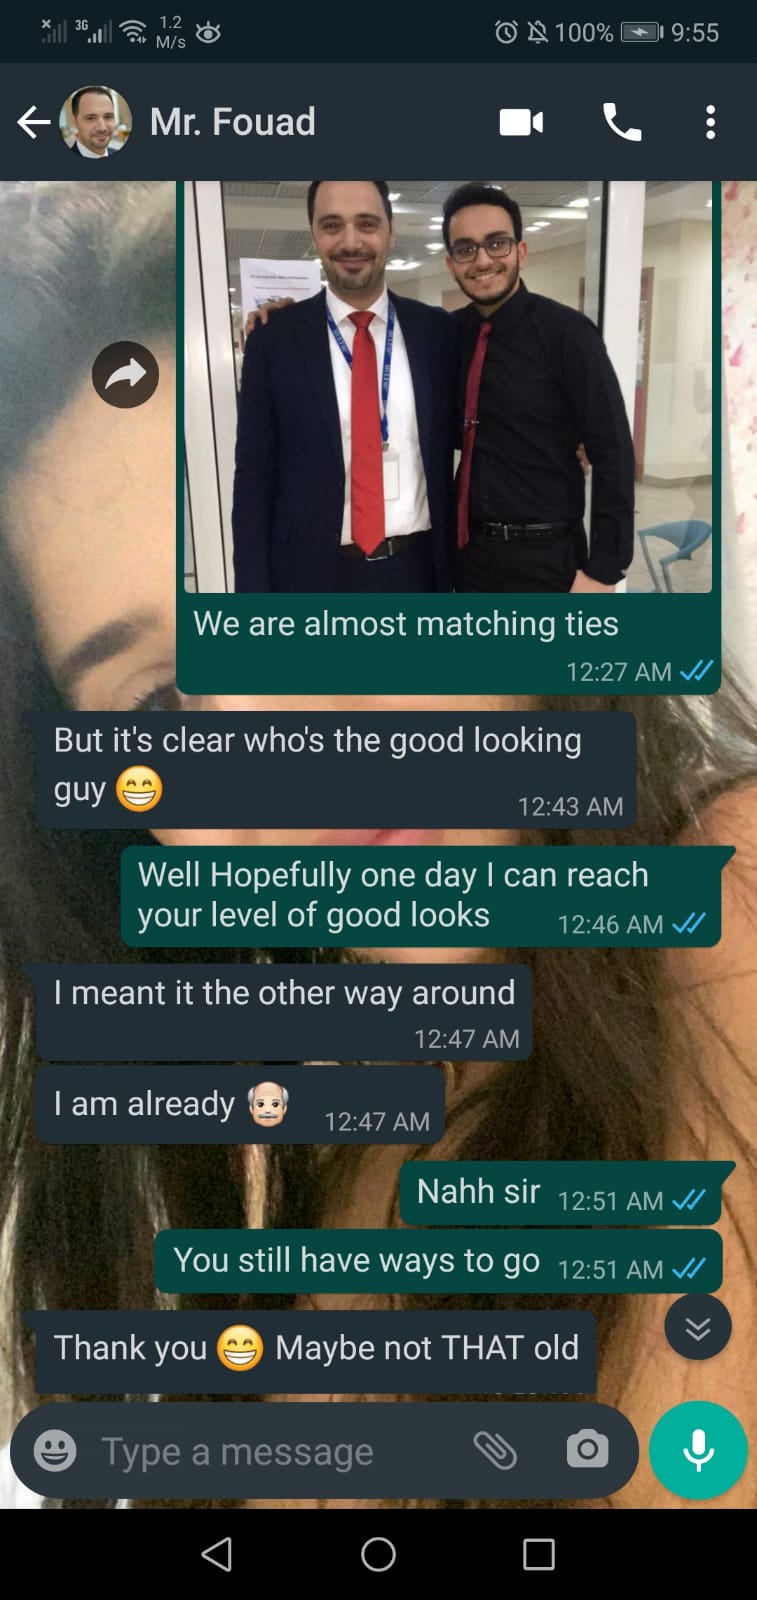 3G
1.2
M/s
100%
9:55
Mr. Fouad
We are almost matching ties
12:27 AM
But it's clear who's the good looking
guy 😁
12:43 AM
Well Hopefully one day I can reach
your level of good looks
12:46 AM
I meant it the other way around
12:47 AM
I am already 👴🏻
12:47 AM
Nahh sir
12:51 AM
You still have ways to go
12:51 AM
Thank you 😁 Maybe not THAT old
Type a message